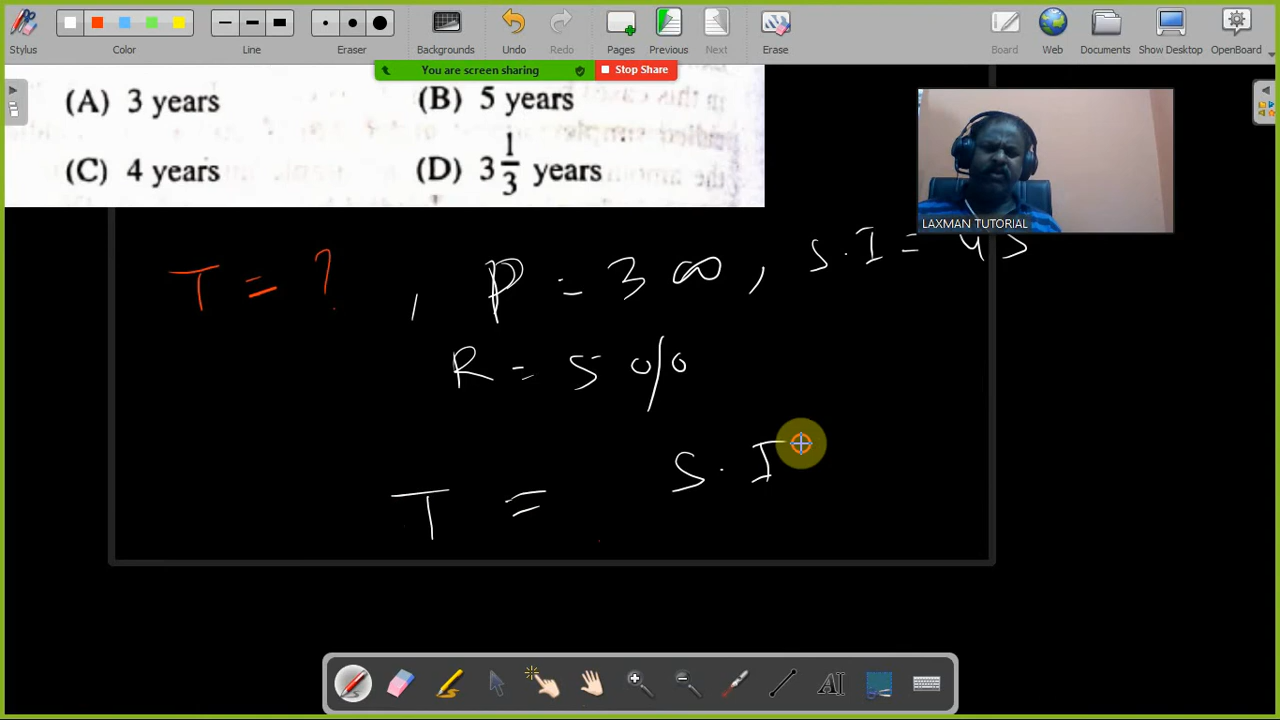 Stylus Color Line Eraser Backgrounds Undo Redo Pages Previous Next Erase Board Web Documents Show Desktop OpenBoard
You are screen sharing Stop Share
(A) 3 years (B) 5 years
(C) 4 years (D) 3 1/3 years
LAXMAN TUTORIAL
T = ? , P = 300, S.I = 45
R = 5 %
T = S.I